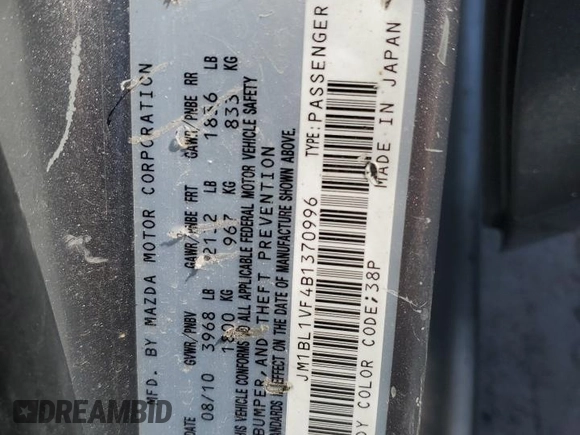 MFD. BY MAZDA MOTOR CORPORATION
DATE GVWR/PNBV GAWR/PNBE FRT GAWR/PNBE RR
08/10 3968 LB 2132 LB 1836 LB
1800 KG 967 KG 833 KG
THIS VEHICLE CONFORMS TO ALL APPLICABLE FEDERAL MOTOR VEHICLE SAFETY
BUMPER, AND THEFT PREVENTION
STANDARDS IN EFFECT ON THE DATE OF MANUFACTURE SHOWN ABOVE.
JM1BL1VF4B1370996 TYPE:PASSENGER
COLOR CODE;38P MADE IN JAPAN
DREAMBID